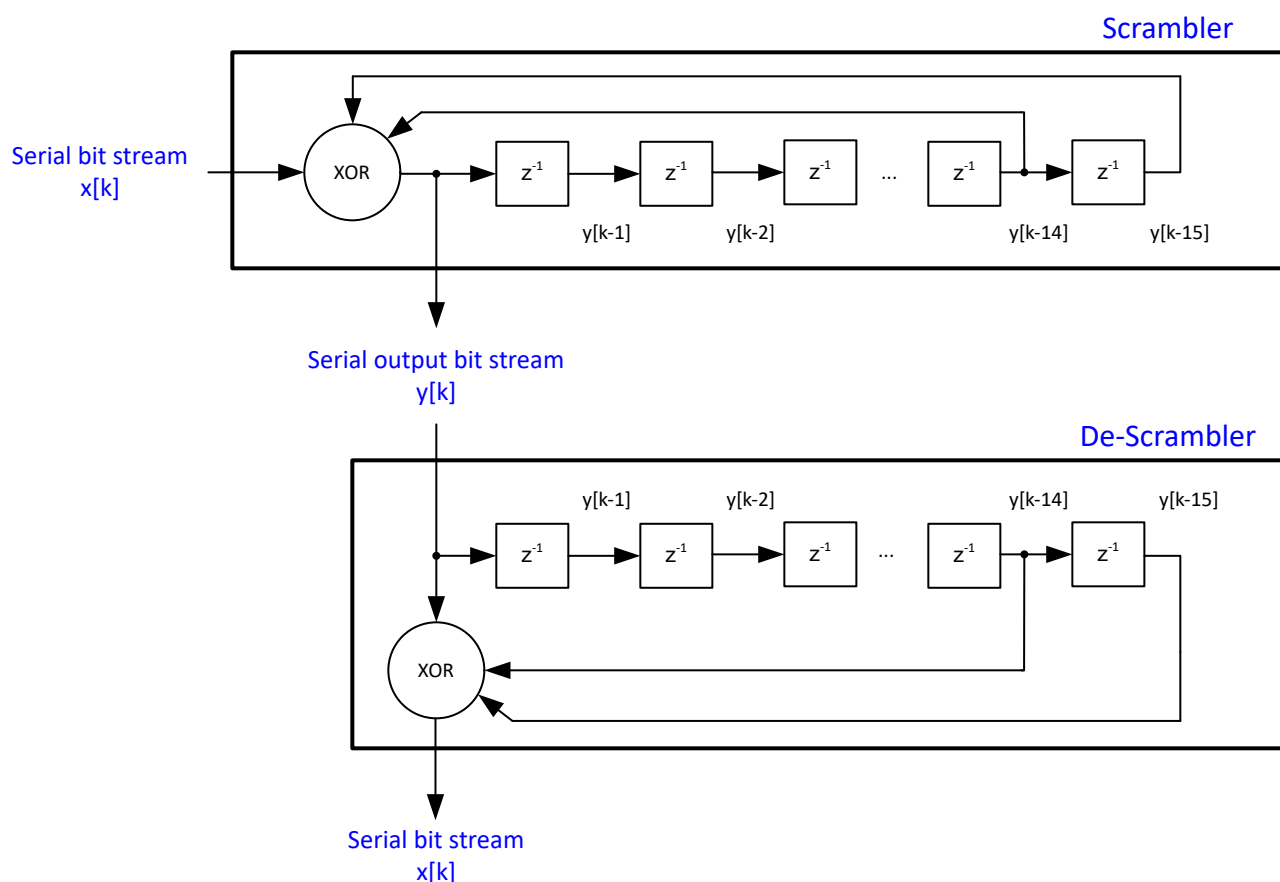 Scrambler
Serial bit stream
x[k]
XOR
z⁻¹
z⁻¹
z⁻¹
...
z⁻¹
z⁻¹
y[k-1]
y[k-2]
y[k-14]
y[k-15]
Serial output bit stream
y[k]
De-Scrambler
y[k-1]
y[k-2]
y[k-14]
y[k-15]
z⁻¹
z⁻¹
z⁻¹
...
z⁻¹
z⁻¹
XOR
Serial bit stream
x[k]